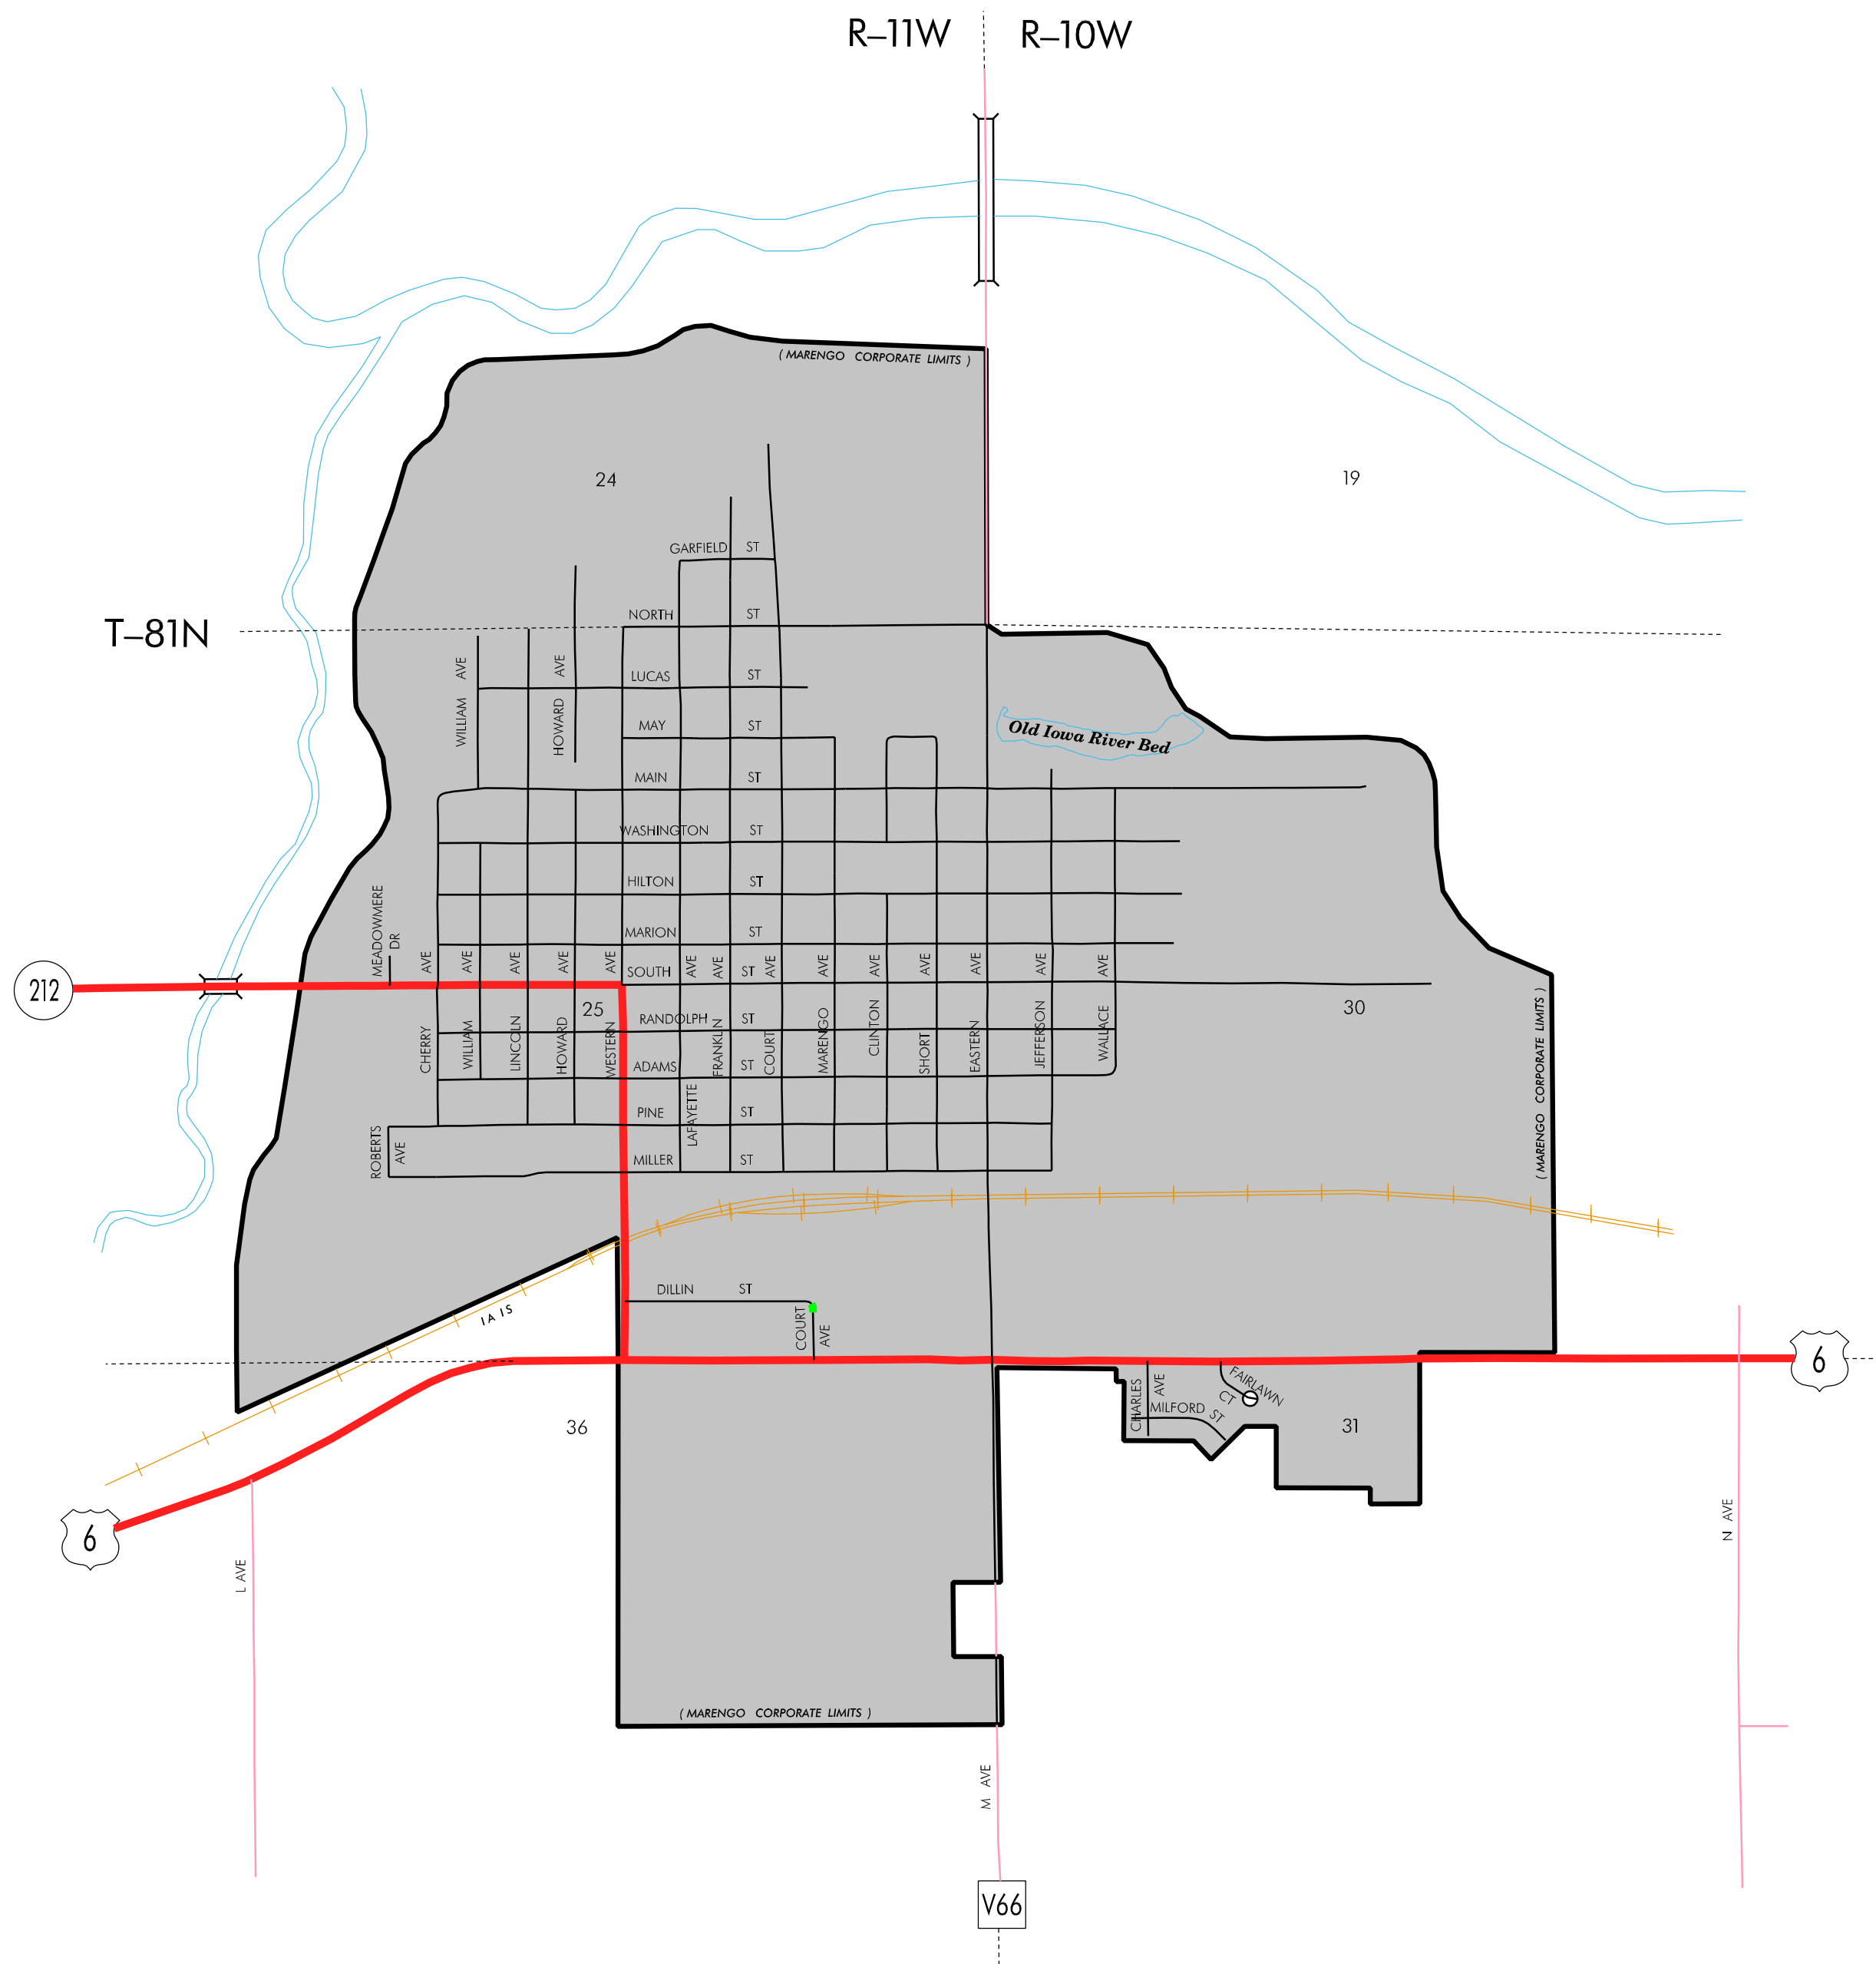 R–11W R–10W
( MARENGO CORPORATE LIMITS )
24
19
GARFIELD ST
T–81N
NORTH ST
WILLIAM AVE
HOWARD AVE
LUCAS ST
MAY ST
Old Iowa River Bed
MAIN ST
WASHINGTON ST
HILTON ST
MEADOWMERE DR
MARION ST
SOUTH ST
212
25
30
CHERRY AVE
WILLIAM AVE
LINCOLN AVE
HOWARD AVE
WESTERN AVE
LAFAYETTE AVE
FRANKLIN AVE
COURT AVE
MARENGO AVE
CLINTON AVE
SHORT AVE
EASTERN AVE
JEFFERSON AVE
WALLACE AVE
( MARENGO CORPORATE LIMITS )
RANDOLPH ST
ADAMS ST
PINE ST
ROBERTS AVE
MILLER ST
DILLIN ST
IAIS
COURT AVE
6
CHARLES AVE
FAIRLAWN CT
MILFORD ST
36
31
6
L AVE
N AVE
( MARENGO CORPORATE LIMITS )
M AVE
V66